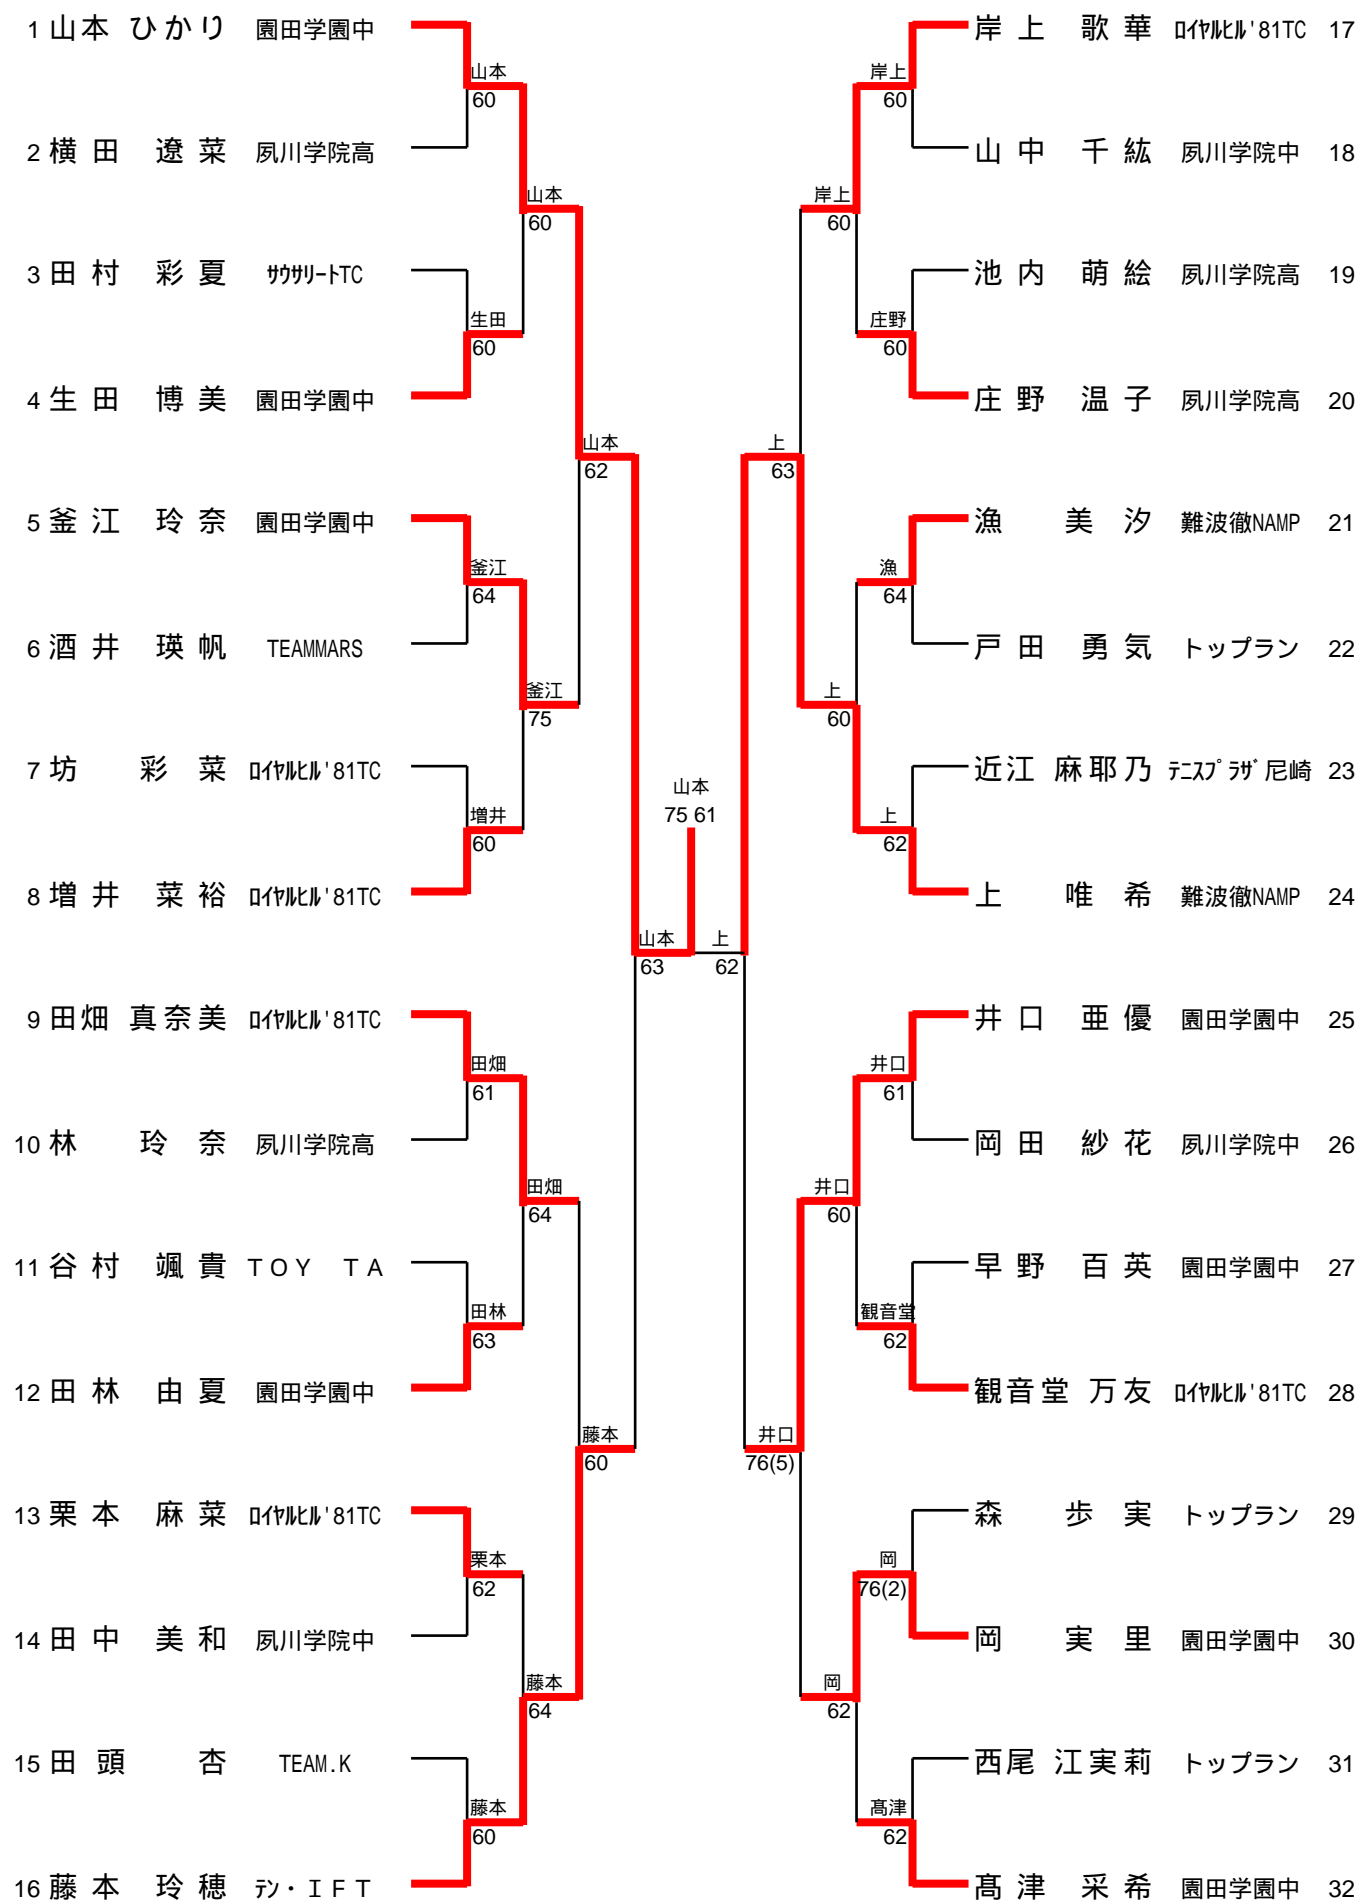 1 山本 ひかり 園田学園中
岸上 歌華 ﾛｲﾔﾙﾋﾙ'81TC 17
山本
60
岸上
60
2 横田 遼菜 夙川学院高
山中 千紘 夙川学院中 18
山本
60
岸上
60
3 田村 彩夏 ｻｳｻﾘｰﾄTC
池内 萌絵 夙川学院高 19
生田
60
庄野
60
4 生田 博美 園田学園中
庄野 温子 夙川学院高 20
山本
62
上
63
5 釜江 玲奈 園田学園中
漁 美汐 難波徹NAMP 21
釜江
64
漁
64
6 酒井 瑛帆 TEAMMARS
戸田 勇気 トップラン 22
釜江
75
上
60
7 坊 彩菜 ﾛｲﾔﾙﾋﾙ'81TC
近江 麻耶乃 ﾃﾆｽﾌﾟﾗｻﾞ尼崎 23
山本
75 61
増井
60
上
62
8 増井 菜裕 ﾛｲﾔﾙﾋﾙ'81TC
上 唯希 難波徹NAMP 24
山本
63
上
62
9 田畑 真奈美 ﾛｲﾔﾙﾋﾙ'81TC
井口 亜優 園田学園中 25
田畑
61
井口
61
10 林 玲奈 夙川学院高
岡田 紗花 夙川学院中 26
田畑
64
井口
60
11 谷村 颯貴 ＴＯＹ ＴＡ
早野 百英 園田学園中 27
田林
63
観音堂
62
12 田林 由夏 園田学園中
観音堂 万友 ﾛｲﾔﾙﾋﾙ'81TC 28
藤本
60
井口
76(5)
13 栗本 麻菜 ﾛｲﾔﾙﾋﾙ'81TC
森 歩実 トップラン 29
栗本
62
岡
76(2)
14 田中 美和 夙川学院中
岡 実里 園田学園中 30
藤本
64
岡
62
15 田頭 杏 TEAM.K
西尾 江実莉 トップラン 31
藤本
60
髙津
62
16 藤本 玲穂 ﾃﾝ・ＩＦＴ
髙津 采希 園田学園中 32